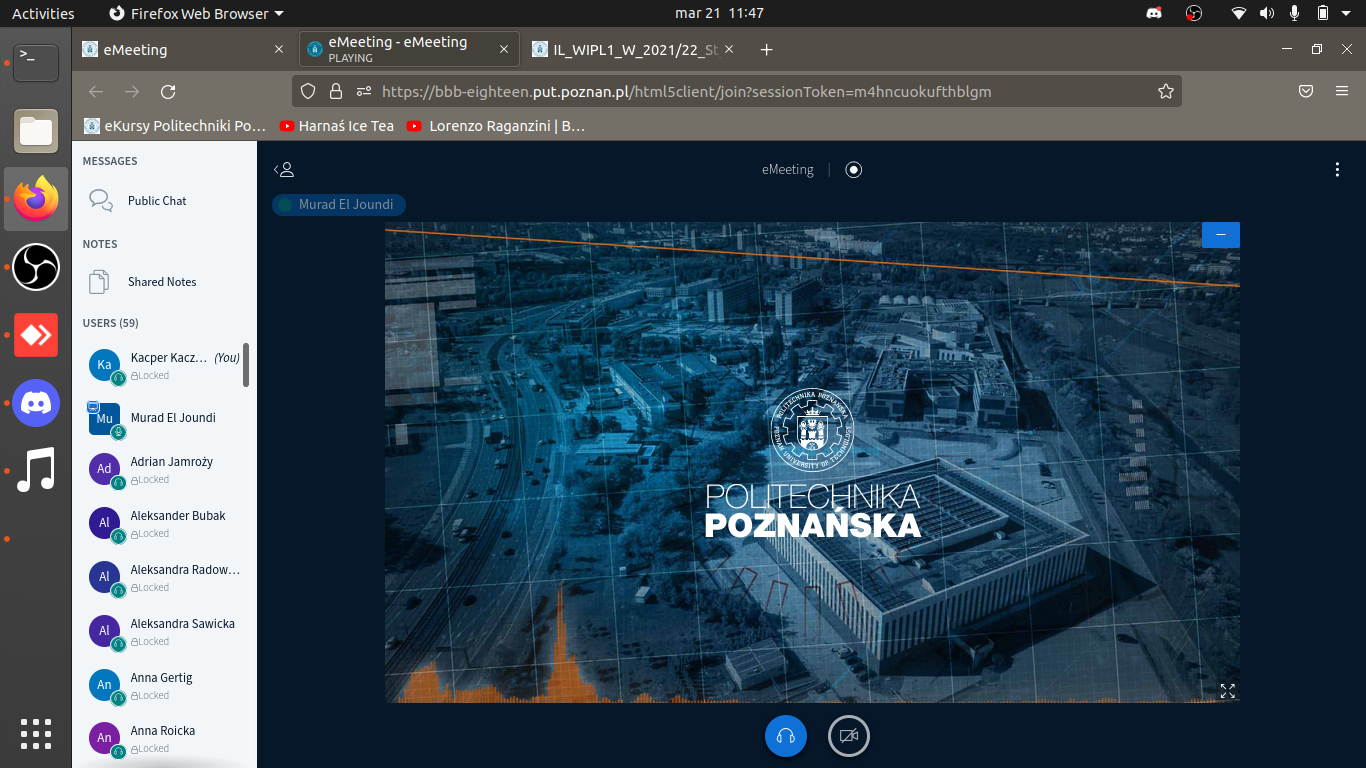 Activities
Firefox Web Browser
mar 21 11:47
eMeeting
eMeeting - eMeeting
PLAYING
IL_WIPL1_W_2021/22_St
https://bbb-eighteen.put.poznan.pl/html5client/join?sessionToken=m4hncuokufthblgm
eKursy Politechniki Po…
Harnaś Ice Tea
Lorenzo Raganzini | B…
MESSAGES
Public Chat
NOTES
Shared Notes
USERS (59)
Ka
Kacper Kacz… (You)
Locked
Mu
Murad El Joundi
Ad
Adrian Jamroży
Locked
Al
Aleksander Bubak
Locked
Al
Aleksandra Radow…
Locked
Al
Aleksandra Sawicka
Locked
An
Anna Gertig
Locked
An
Anna Roicka
Locked
eMeeting
Murad El Joundi
POLITECHNIKA POZNAŃSKA
POZNAN UNIVERSITY OF TECHNOLOGY
POLITECHNIKA
POZNAŃSKA